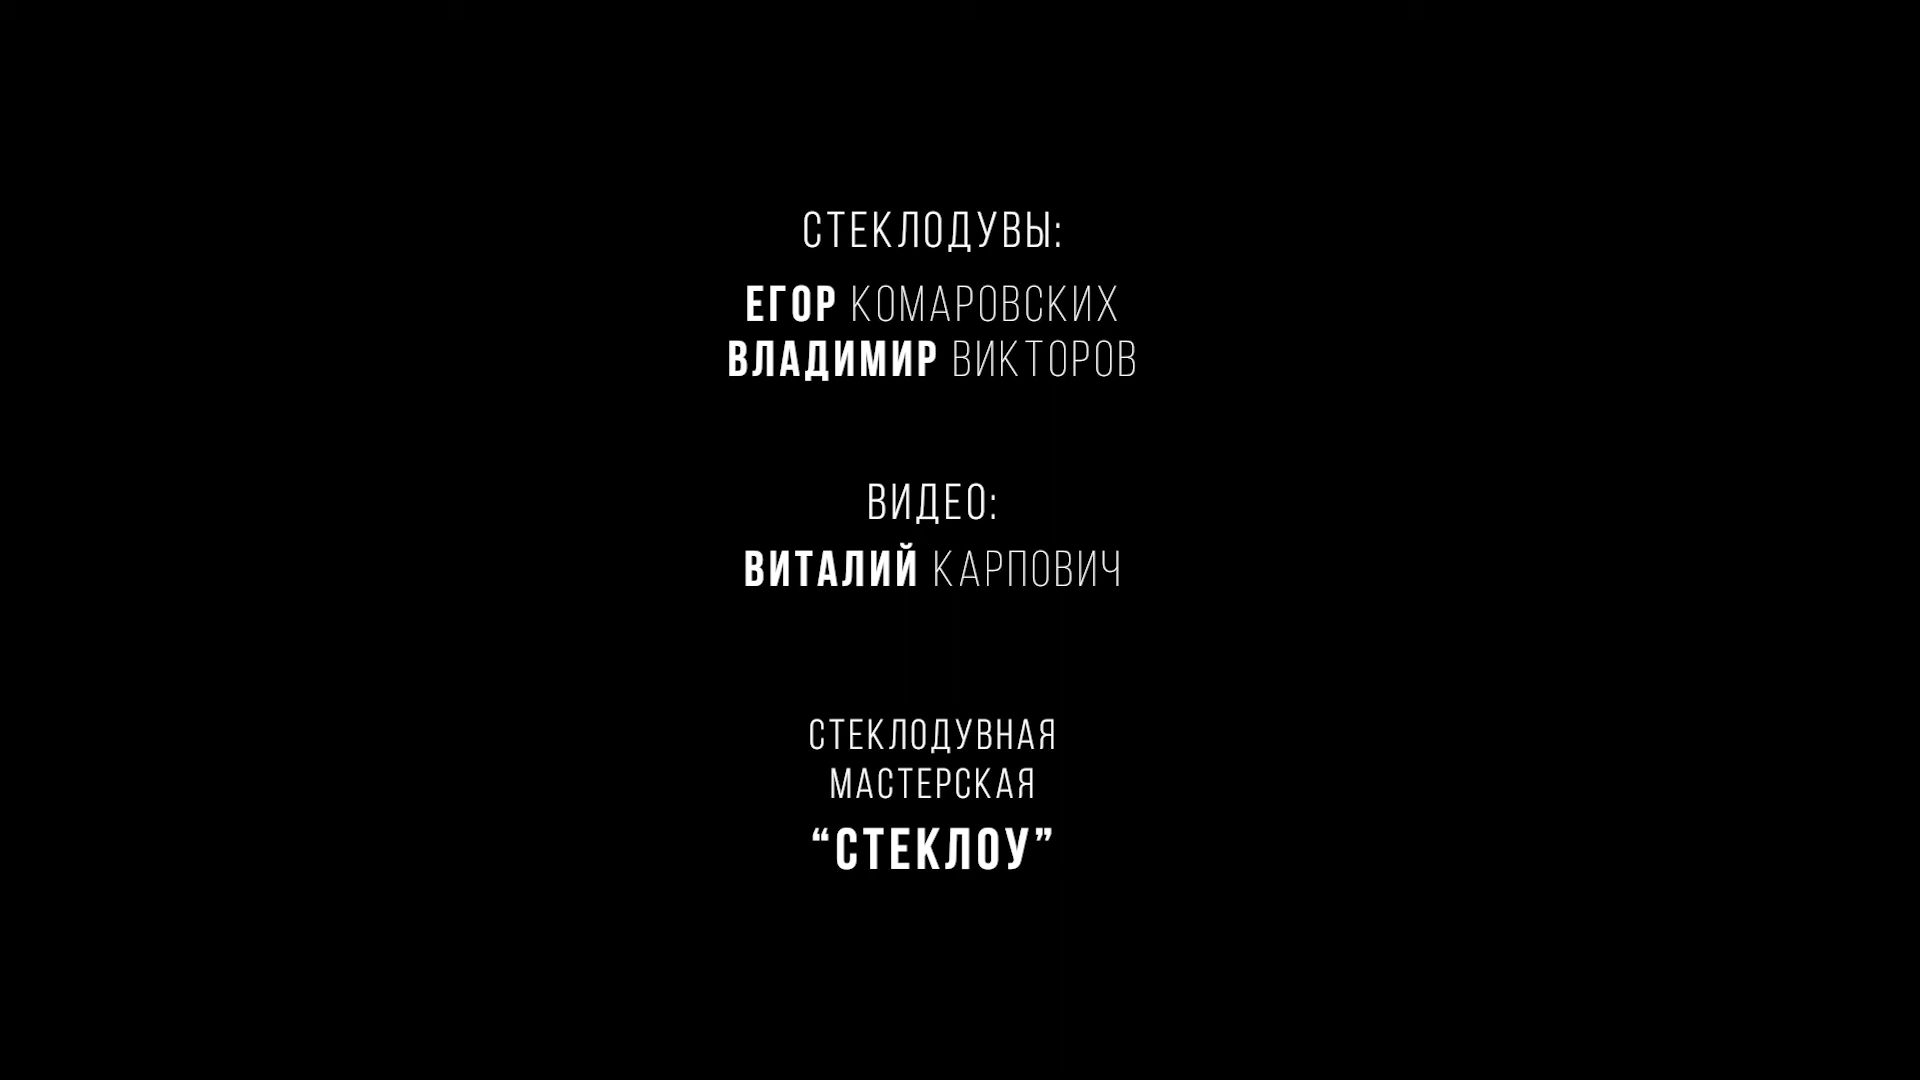 СТЕКЛОДУВЫ:
ЕГОР КОМАРОВСКИХ
ВЛАДИМИР ВИКТОРОВ
ВИДЕО:
ВИТАЛИЙ КАРПОВИЧ
СТЕКЛОДУВНАЯ
МАСТЕРСКАЯ
“СТЕКЛОУ”